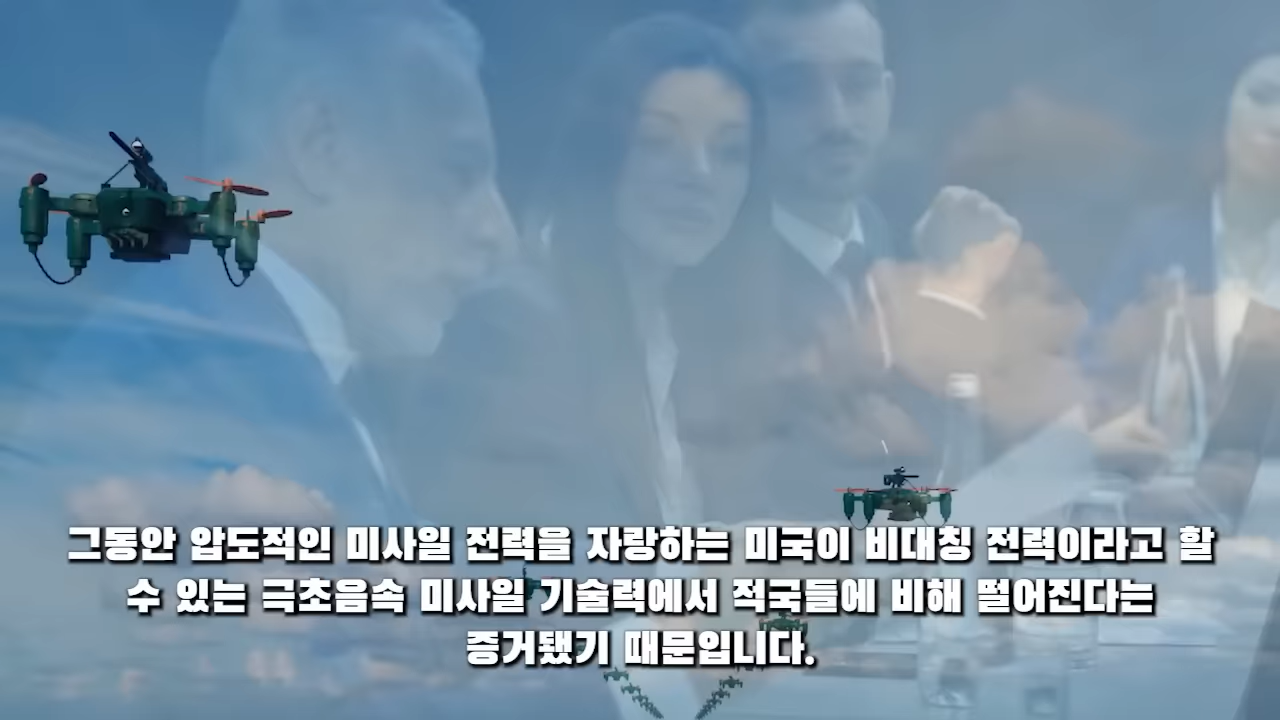 그동안 압도적인 미사일 전력을 자랑하는 미국이 비대칭 전력이라고 할
수 있는 극초음속 미사일 기술력에서 적국들에 비해 떨어진다는
증거됐기 때문입니다.